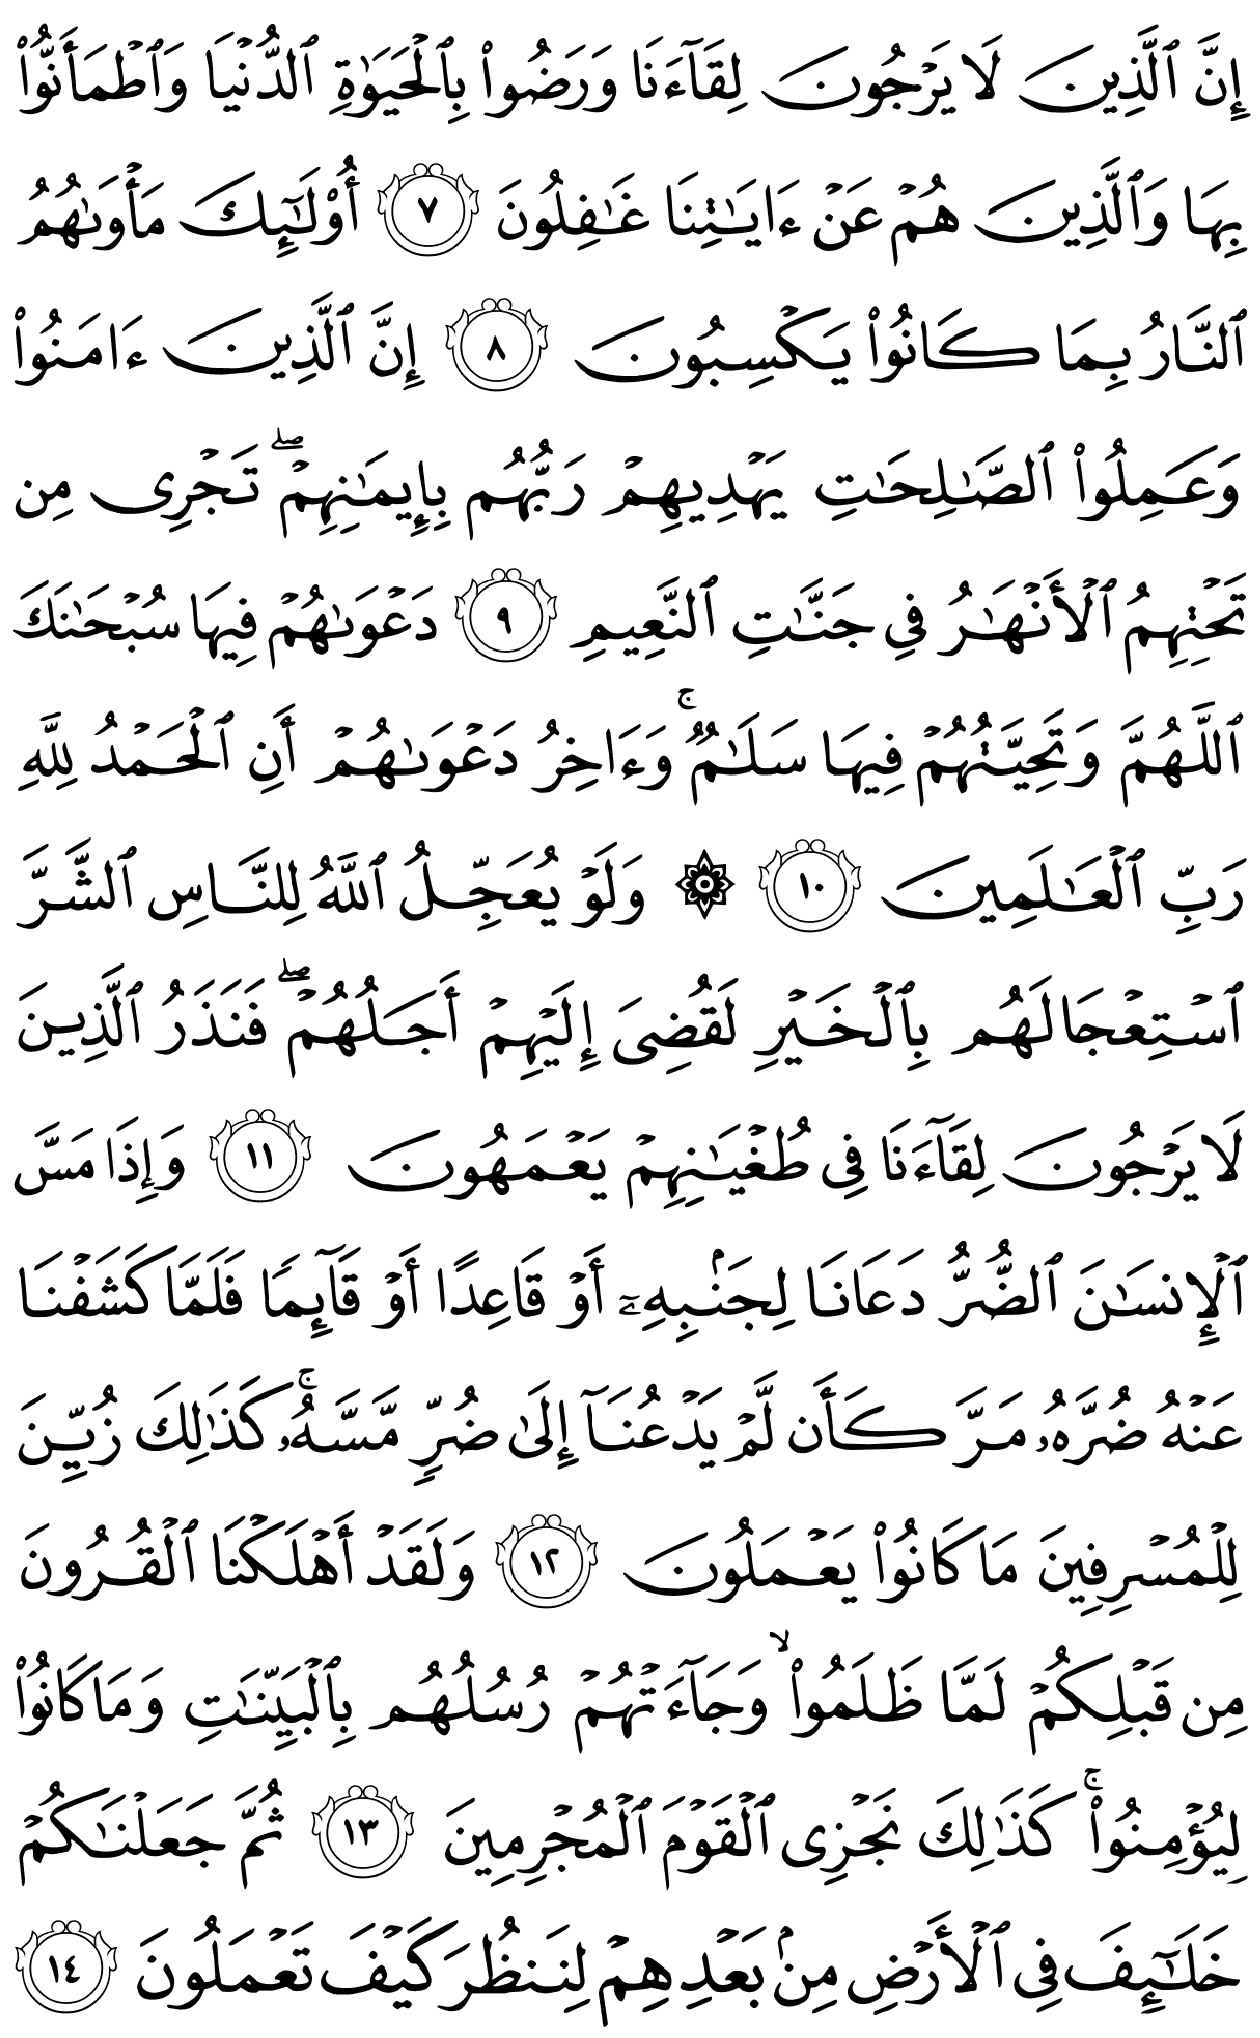 إِنَّ ٱلَّذِينَ لَا يَرْجُونَ لِقَآءَنَا وَرَضُوا۟ بِٱلْحَيَوٰةِ ٱلدُّنْيَا وَٱطْمَأَنُّوا۟
بِهَا وَٱلَّذِينَ هُمْ عَنْ ءَايَـٰتِنَا غَـٰفِلُونَ ٧ أُو۟لَـٰٓئِكَ مَأْوَىٰهُمُ
ٱلنَّارُ بِمَا كَانُوا۟ يَكْسِبُونَ ٨ إِنَّ ٱلَّذِينَ ءَامَنُوا۟
وَعَمِلُوا۟ ٱلصَّـٰلِحَـٰتِ يَهْدِيهِمْ رَبُّهُم بِإِيمَـٰنِهِمْ ۖ تَجْرِى مِن
تَحْتِهِمُ ٱلْأَنْهَـٰرُ فِى جَنَّـٰتِ ٱلنَّعِيمِ ٩ دَعْوَىٰهُمْ فِيهَا سُبْحَـٰنَكَ
ٱللَّهُمَّ وَتَحِيَّتُهُمْ فِيهَا سَلَـٰمٌ ۚ وَءَاخِرُ دَعْوَىٰهُمْ أَنِ ٱلْحَمْدُ لِلَّهِ
رَبِّ ٱلْعَـٰلَمِينَ ١٠ ۞ وَلَوْ يُعَجِّلُ ٱللَّهُ لِلنَّاسِ ٱلشَّرَّ
ٱسْتِعْجَالَهُم بِٱلْخَيْرِ لَقُضِىَ إِلَيْهِمْ أَجَلُهُمْ ۖ فَنَذَرُ ٱلَّذِينَ
لَا يَرْجُونَ لِقَآءَنَا فِى طُغْيَـٰنِهِمْ يَعْمَهُونَ ١١ وَإِذَا مَسَّ
ٱلْإِنسَـٰنَ ٱلضُّرُّ دَعَانَا لِجَنۢبِهِۦٓ أَوْ قَاعِدًا أَوْ قَآئِمًا فَلَمَّا كَشَفْنَا
عَنْهُ ضُرَّهُۥ مَرَّ كَأَن لَّمْ يَدْعُنَآ إِلَىٰ ضُرٍّ مَّسَّهُۥ ۚ كَذَٰلِكَ زُيِّنَ
لِلْمُسْرِفِينَ مَا كَانُوا۟ يَعْمَلُونَ ١٢ وَلَقَدْ أَهْلَكْنَا ٱلْقُرُونَ
مِن قَبْلِكُمْ لَمَّا ظَلَمُوا۟ ۙ وَجَآءَتْهُمْ رُسُلُهُم بِٱلْبَيِّنَـٰتِ وَمَا كَانُوا۟
لِيُؤْمِنُوا۟ ۚ كَذَٰلِكَ نَجْزِى ٱلْقَوْمَ ٱلْمُجْرِمِينَ ١٣ ثُمَّ جَعَلْنَـٰكُمْ
خَلَـٰٓئِفَ فِى ٱلْأَرْضِ مِنۢ بَعْدِهِمْ لِنَنظُرَ كَيْفَ تَعْمَلُونَ ١٤